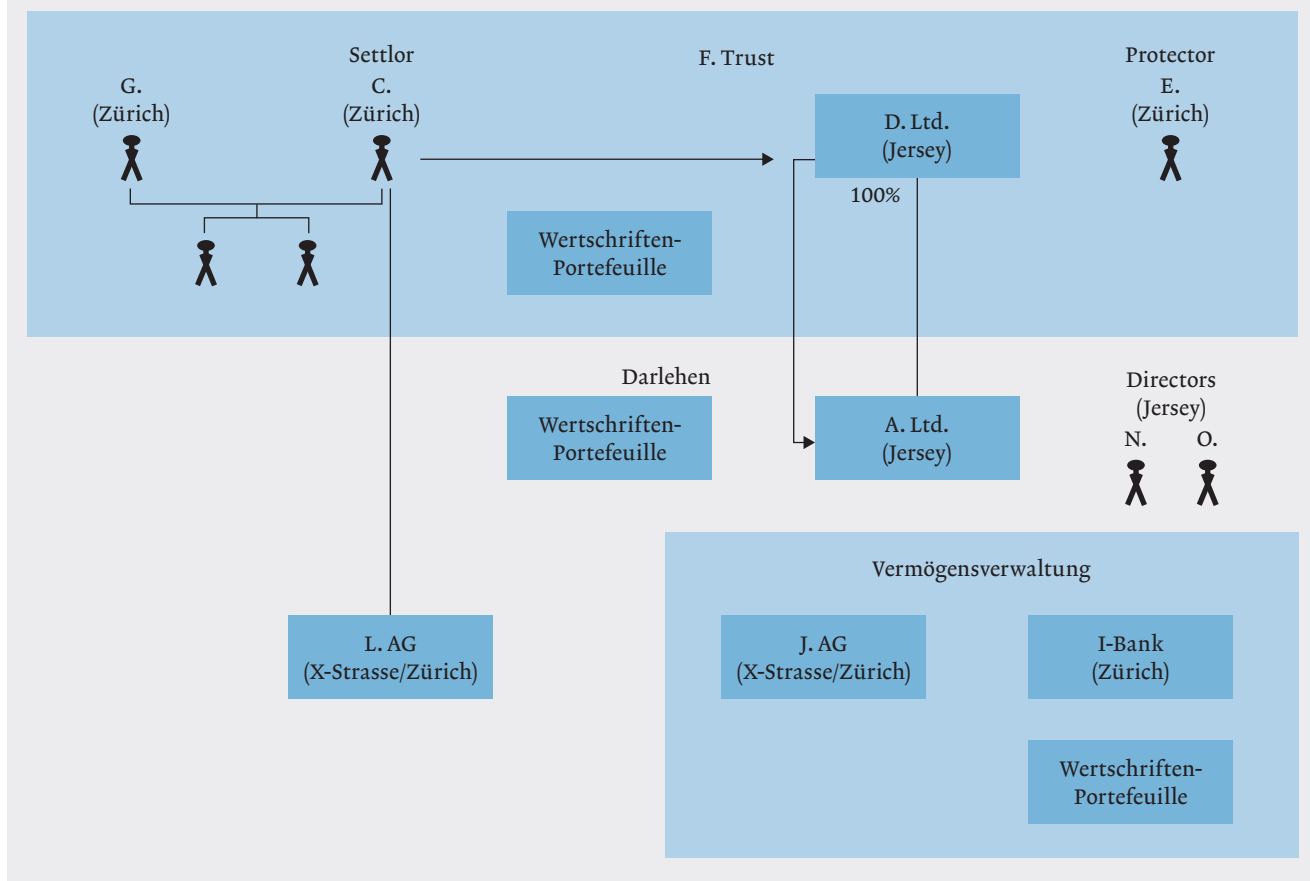 Settlor
C.
(Zürich)
F. Trust
Protector
E.
(Zürich)
G.
(Zürich)
D. Ltd.
(Jersey)
100%
Wertschriften-
Portefeuille
Darlehen
Wertschriften-
Portefeuille
A. Ltd.
(Jersey)
Directors
(Jersey)
N. O.
Vermögensverwaltung
L. AG
(X-Strasse/Zürich)
J. AG
(X-Strasse/Zürich)
I-Bank
(Zürich)
Wertschriften-
Portefeuille